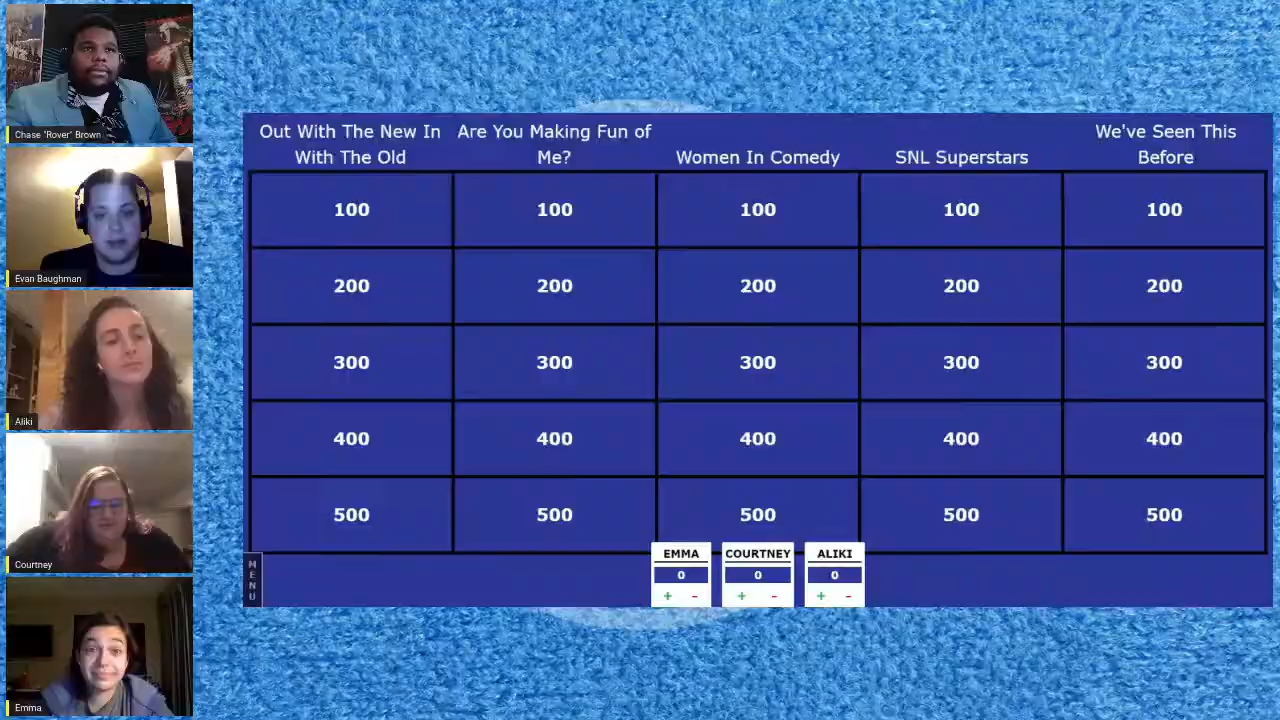 Chase "Rover" Brown
Evan Baughman
Aliki
Courtney
Emma
Out With The New In
With The Old
Are You Making Fun of
Me?
Women In Comedy
SNL Superstars
We've Seen This
Before
100 100 100 100 100
200 200 200 200 200
300 300 300 300 300
400 400 400 400 400
500 500 500 500 500
MENU
EMMA COURTNEY ALIKI
0 0 0
+ - + - + -